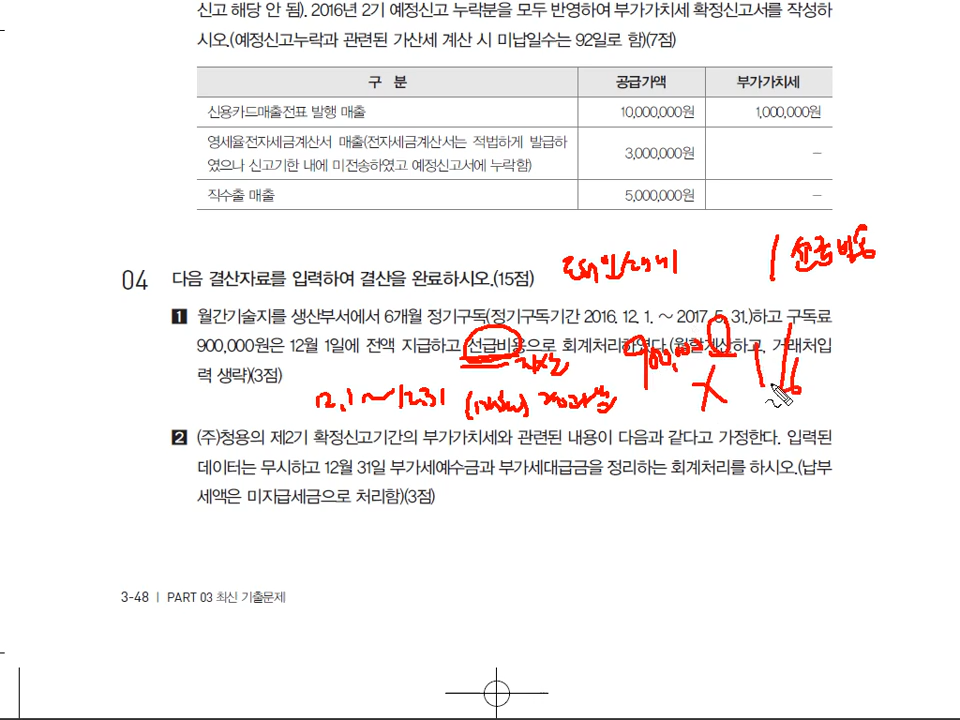 신고 해당 안 됨). 2016년 2기 예정신고 누락분을 모두 반영하여 부가가치세 확정신고서를 작성하
시오.(예정신고누락과 관련된 가산세 계산 시 미납일수는 92일로 함)(7점)
구 분 공급가액 부가가치세
신용카드매출전표 발행 매출 10,000,000원 1,000,000원
영세율전자세금계산서 매출(전자세금계산서는 적법하게 발급하
였으나 신고기한 내에 미전송하였고 예정신고서에 누락함) 3,000,000원 –
직수출 매출 5,000,000원 –
04 다음 결산자료를 입력하여 결산을 완료하시오.(15점)
1 월간기술지를 생산부서에서 6개월 정기구독(정기구독기간 2016. 12. 1. ~ 2017. 5. 31.)하고 구독료
900,000원은 12월 1일에 전액 지급하고 선급비용으로 회계처리하였다.(월할계산하고, 거래처입
력 생략)(3점)
자산
900,000 × 1/6
12.1 ~ 12.31 (1개월)
2 (주)청용의 제2기 확정신고기간의 부가가치세와 관련된 내용이 다음과 같다고 가정한다. 입력된
데이터는 무시하고 12월 31일 부가세예수금과 부가세대급금을 정리하는 회계처리를 하시오.(납부
세액은 미지급세금으로 처리함)(3점)
3-48 | PART 03 최신 기출문제